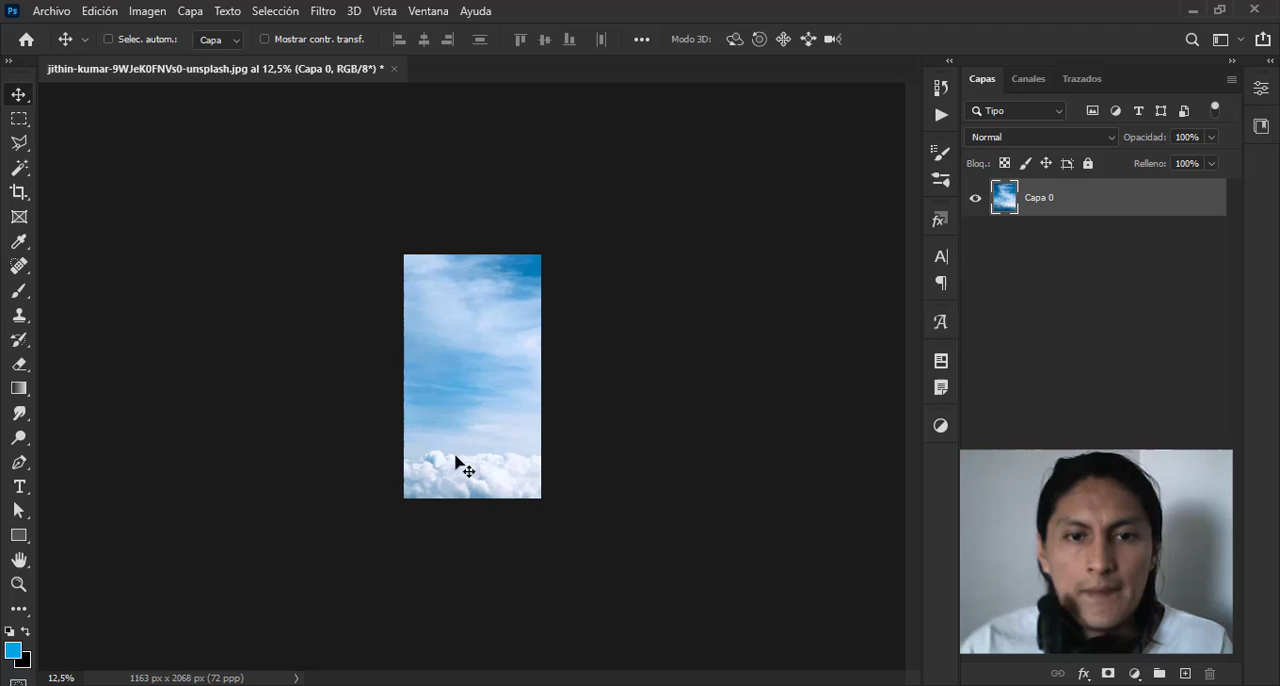 Ps Archivo Edición Imagen Capa Texto Selección Filtro 3D Vista Ventana Ayuda
Selec. autom.: Capa Mostrar contr. transf. Modo 3D:
jithin-kumar-9WJeK0FNVs0-unsplash.jpg al 12,5% (Capa 0, RGB/8*) *
Capas Canales Trazados
Tipo
Normal Opacidad: 100%
Bloq.: Relleno: 100%
Capa 0
12,5% 1163 px x 2068 px (72 ppp)